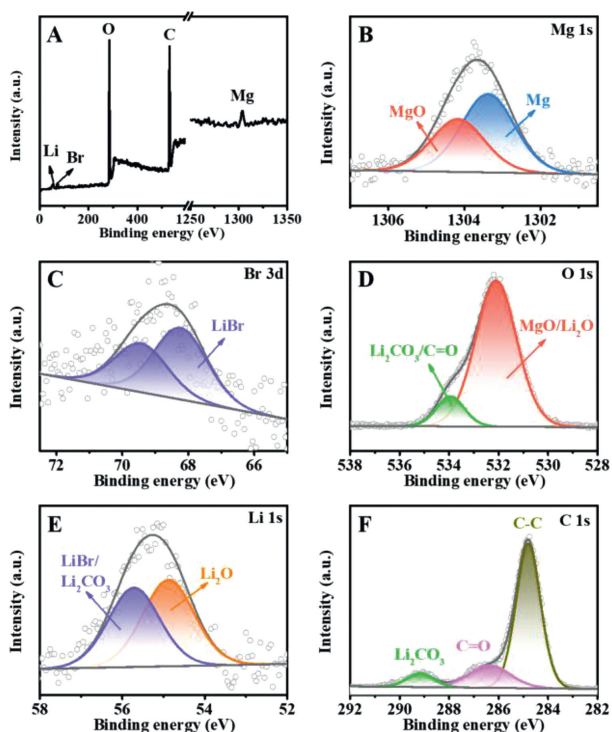 A
O
C
Mg
Li
Br
Intensity (a.u.)
0 200 400 1250 1300 1350
Binding energy (eV)
B
Mg 1s
MgO
Mg
Intensity (a.u.)
1306 1304 1302
Binding energy (eV)
C
Br 3d
LiBr
Intensity (a.u.)
72 70 68 66
Binding energy (eV)
D
O 1s
Li₂CO₃/C=O
MgO/Li₂O
Intensity (a.u.)
538 536 534 532 530 528
Binding energy (eV)
E
Li 1s
LiBr/
Li₂CO₃
Li₂O
Intensity (a.u.)
58 56 54 52
Binding energy (eV)
F
C 1s
C-C
C=O
Li₂CO₃
Intensity (a.u.)
292 290 288 286 284 282
Binding energy (eV)